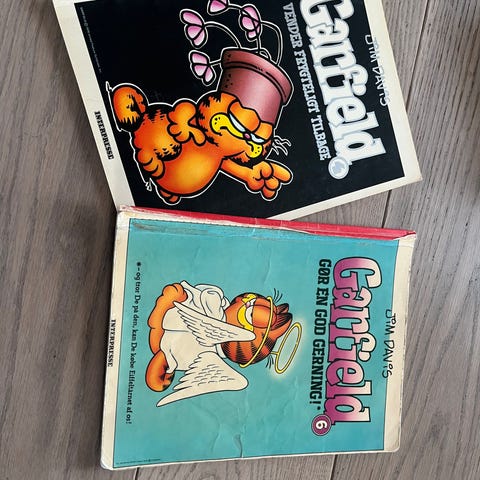 JIM DAVIS
Garfield
VENDER FRYGTELIGT TILBAGE
INTERPRESSE
JIM DAVIS
Garfield 6
GØR EN GOD GERNING!*
*– og tror De på den, kan De købe Eiffeltårnet af os!
INTERPRESSE